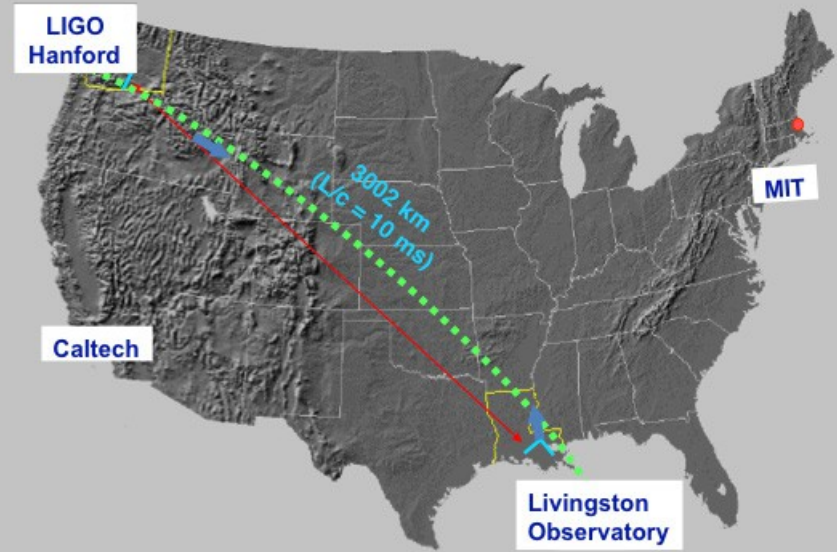 LIGO
Hanford
3002 km
(L/c = 10 ms)
MIT
Caltech
Livingston
Observatory